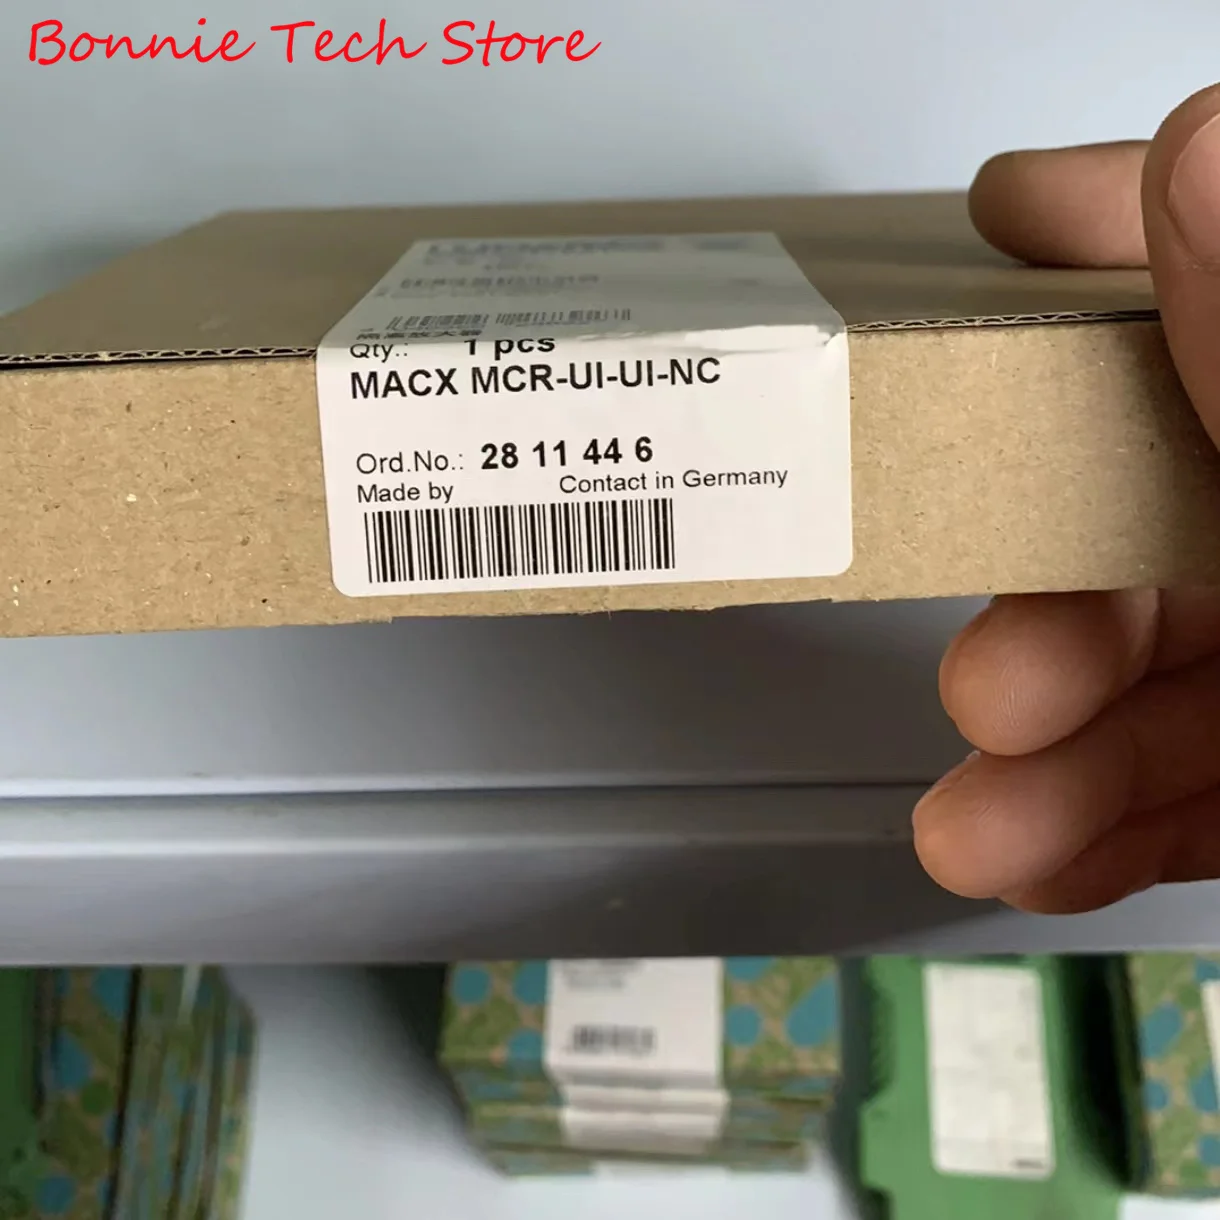 Bonnie Tech Store
Qty.: 1 pcs
MACX MCR-UI-UI-NC
Ord.No.: 28 11 44 6
Made by Contact in Germany